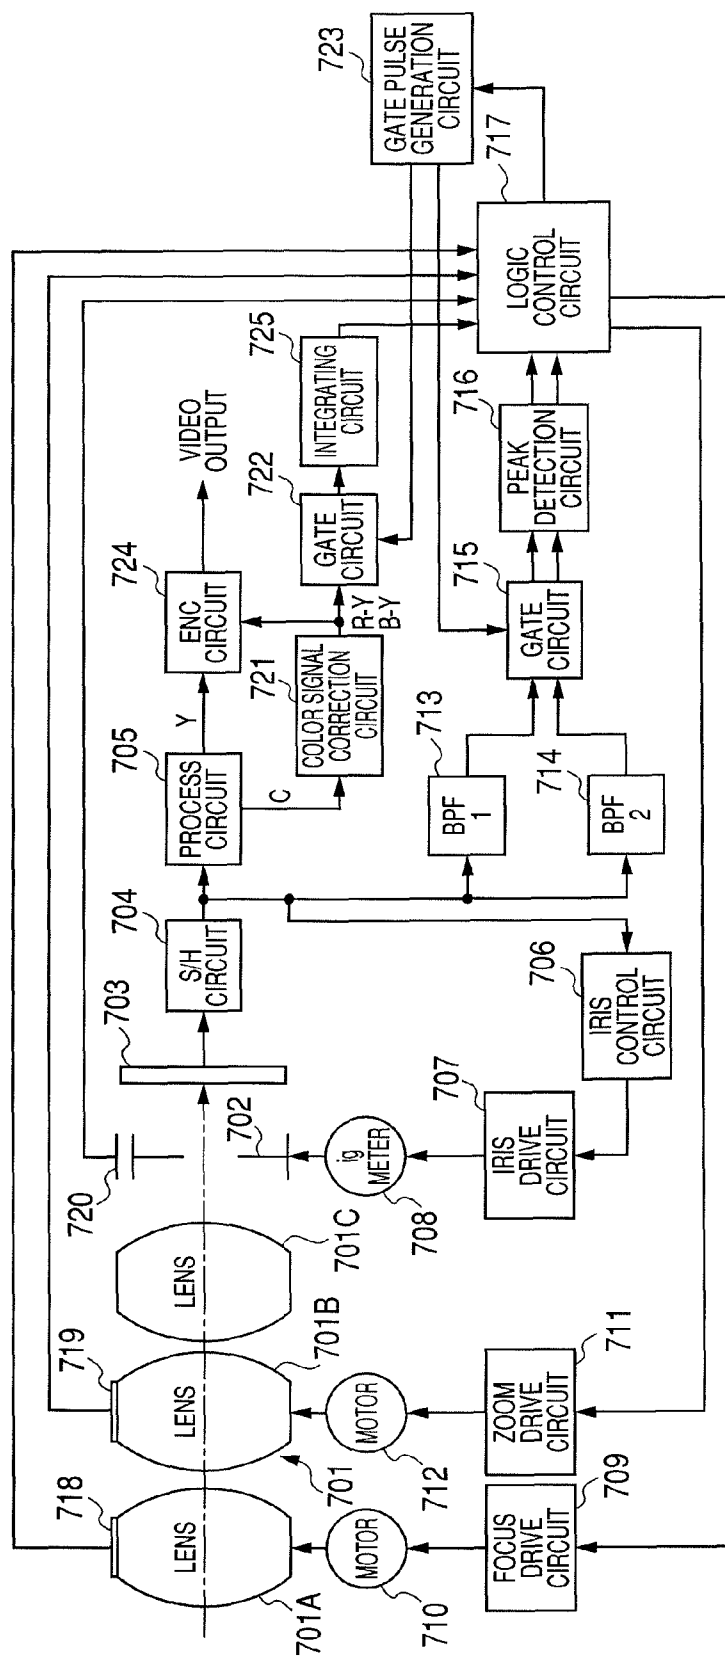 718
719
720
LENS
LENS
LENS
701A
701B
701C
701
702
703
704
S/H
CIRCUIT
705
PROCESS
CIRCUIT
Y
C
724
ENC
CIRCUIT
VIDEO
OUTPUT
721
COLOR SIGNAL
CORRECTION
CIRCUIT
R-Y
B-Y
722
GATE
CIRCUIT
725
INTEGRATING
CIRCUIT
723
GATE PULSE
GENERATION
CIRCUIT
MOTOR
710
MOTOR
712
ig
METER
708
713
BPF
1
714
BPF
2
715
GATE
CIRCUIT
716
PEAK
DETECTION
CIRCUIT
717
LOGIC
CONTROL
CIRCUIT
FOCUS
DRIVE
CIRCUIT
709
ZOOM
DRIVE
CIRCUIT
711
707
IRIS
DRIVE
CIRCUIT
706
IRIS
CONTROL
CIRCUIT